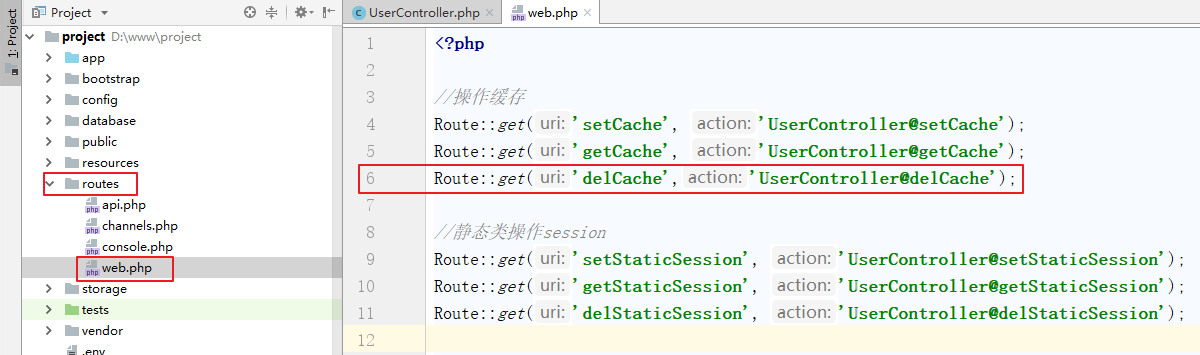 1: Project
Project
project D:\www\project
app
bootstrap
config
database
public
resources
routes
api.php
channels.php
console.php
web.php
storage
tests
vendor
.env
UserController.php
web.php
1 <?php
2
3 //操作缓存
4 Route::get( uri: 'setCache', action: 'UserController@setCache');
5 Route::get( uri: 'getCache', action: 'UserController@getCache');
6 Route::get( uri: 'delCache', action: 'UserController@delCache');
7
8 //静态类操作session
9 Route::get( uri: 'setStaticSession', action: 'UserController@setStaticSession');
10 Route::get( uri: 'getStaticSession', action: 'UserController@getStaticSession');
11 Route::get( uri: 'delStaticSession', action: 'UserController@delStaticSession');
12